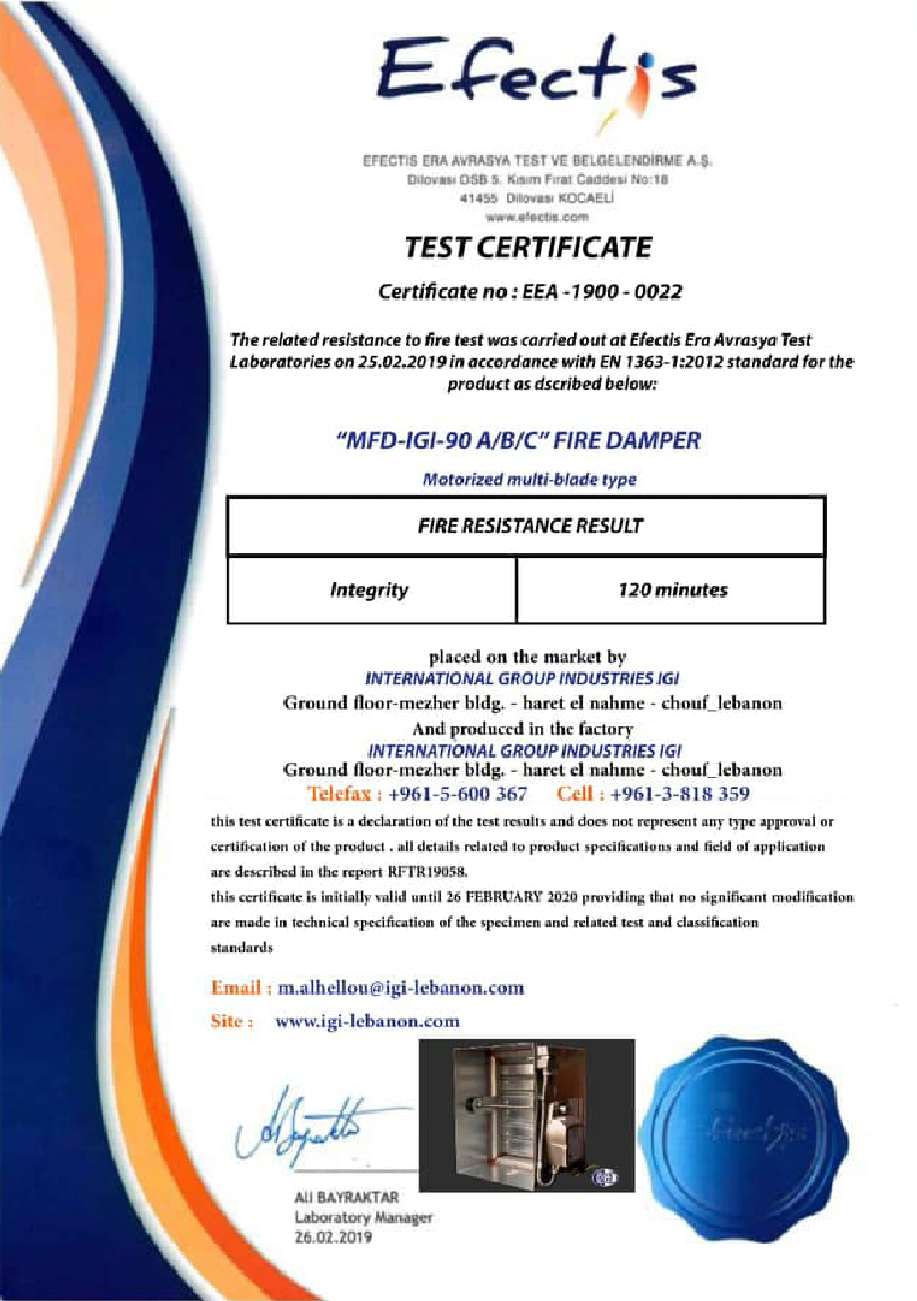 Efectis
EFECTIS ERA AVRASYA TEST VE BELGELENDİRME A.Ş.
Dilovası OSB 5. Kısım Fırat Caddesi No:18
41455 Dilovası KOCAELİ
www.efectis.com
TEST CERTIFICATE
Certificate no : EEA -1900 - 0022
The related resistance to fire test was carried out at Efectis Era Avrasya Test
Laboratories on 25.02.2019 in accordance with EN 1363-1:2012 standard for the
product as dscribed below:
“MFD-IGI-90 A/B/C” FIRE DAMPER
Motorized multi-blade type
FIRE RESISTANCE RESULT
Integrity 120 minutes
placed on the market by
INTERNATIONAL GROUP INDUSTRIES IGI
Ground floor-mezher bldg. - haret el nahme - chouf_lebanon
And produced in the factory
INTERNATIONAL GROUP INDUSTRIES IGI
Ground floor-mezher bldg. - haret el nahme - chouf_lebanon
Telefax : +961-5-600 367 Cell : +961-3-818 359
this test certificate is a declaration of the test results and does not represent any type approval or
certification of the product . all details related to product specifications and field of application
are described in the report RFTR19058.
this certificate is initially valid until 26 FEBRUARY 2020 providing that no significant modification
are made in technical specification of the specimen and related test and classification
standards
Email : m.alhellou@igi-lebanon.com
Site : www.igi-lebanon.com
Ali BAYRAKTAR
Laboratory Manager
26.02.2019